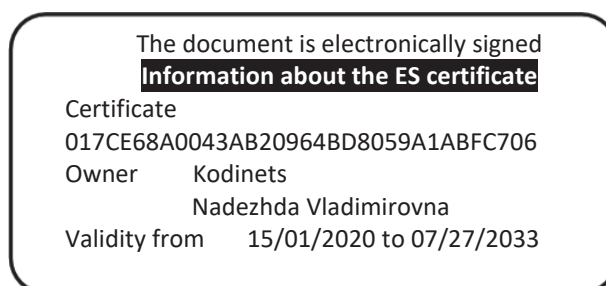 The document is electronically signed
Information about the ES certificate
Certificate
017CE68A0043AB20964BD8059A1ABFC706
Owner Kodinets
Nadezhda Vladimirovna
Validity from 15/01/2020 to 07/27/2033